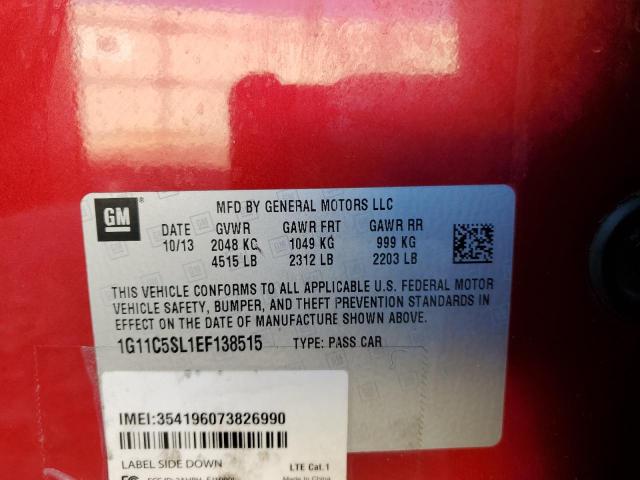 GM
MFD BY GENERAL MOTORS LLC
DATE GVWR GAWR FRT GAWR RR
10/13 2048 KG 1049 KG 999 KG
4515 LB 2312 LB 2203 LB
THIS VEHICLE CONFORMS TO ALL APPLICABLE U.S. FEDERAL MOTOR
VEHICLE SAFETY, BUMPER, AND THEFT PREVENTION STANDARDS IN
EFFECT ON THE DATE OF MANUFACTURE SHOWN ABOVE.
1G11C5SL1EF138515 TYPE: PASS CAR
IMEI:354196073826990
LABEL SIDE DOWN LTE Cat.1
Made in China